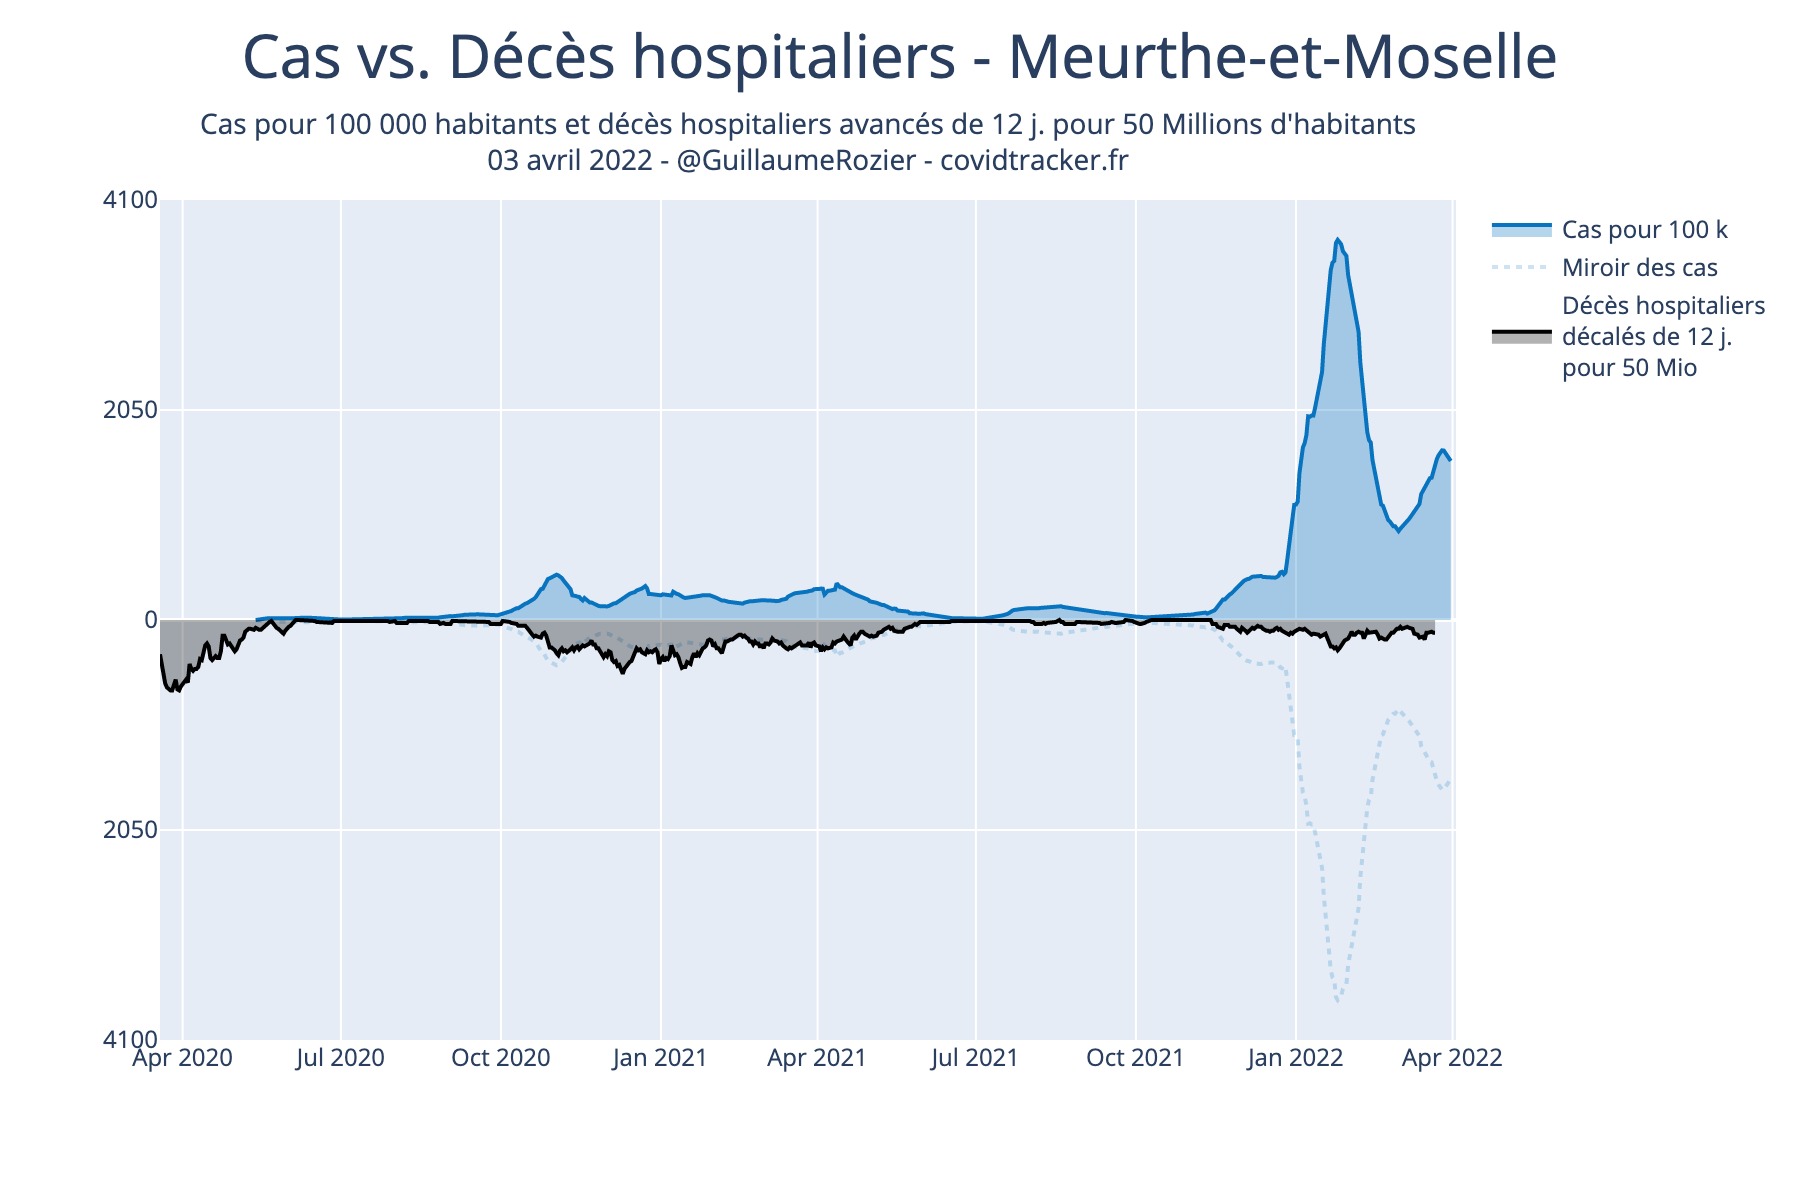 Cas vs. Décès hospitaliers - Meurthe-et-Moselle
Cas pour 100 000 habitants et décès hospitaliers avancés de 12 j. pour 50 Millions d'habitants
03 avril 2022 - @GuillaumeRozier - covidtracker.fr
4100
2050
0
2050
4100
Apr 2020
Jul 2020
Oct 2020
Jan 2021
Apr 2021
Jul 2021
Oct 2021
Jan 2022
Apr 2022
Cas pour 100 k
Miroir des cas
Décès hospitaliers
décalés de 12 j.
pour 50 Mio